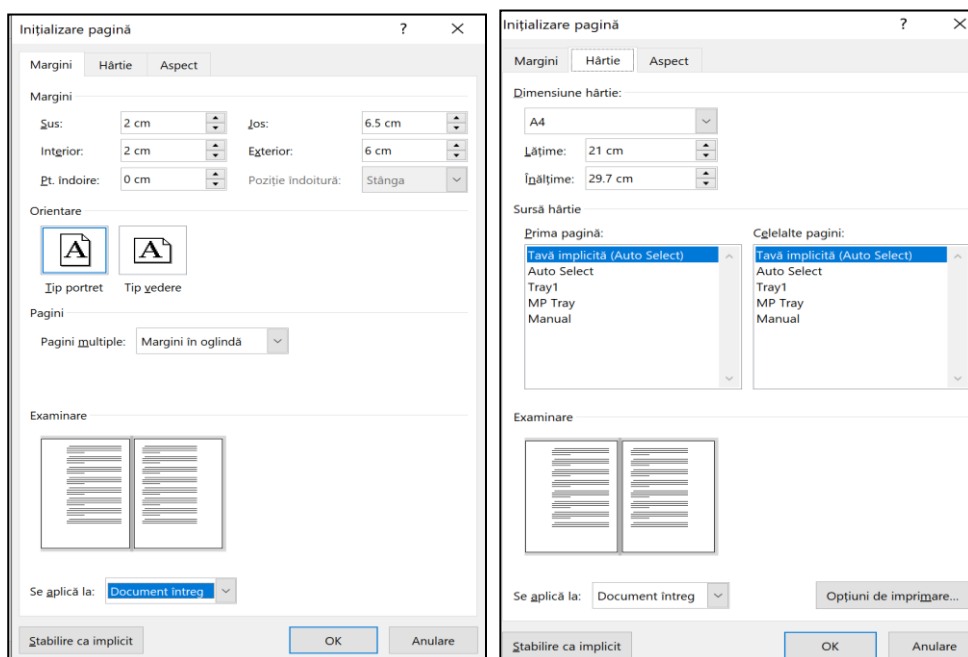 Inițializare pagină ? ×
Margini Hârtie Aspect
Margini
Sus: 2 cm Jos: 6.5 cm
Interior: 2 cm Exterior: 6 cm
Pt. îndoire: 0 cm Poziție îndoitură: Stânga
Orientare
A A
Tip portret Tip vedere
Pagini
Pagini multiple: Margini în oglindă
Examinare
Se aplică la: Document întreg
Stabilire ca implicit OK Anulare
Inițializare pagină ? ×
Margini Hârtie Aspect
Dimensiune hârtie:
A4
Lățime: 21 cm
Înălțime: 29.7 cm
Sursă hârtie
Prima pagină: Celelalte pagini:
Tavă implicită (Auto Select) Tavă implicită (Auto Select)
Auto Select Auto Select
Tray1 Tray1
MP Tray MP Tray
Manual Manual
Examinare
Se aplică la: Document întreg Opțiuni de imprimare...
Stabilire ca implicit OK Anulare